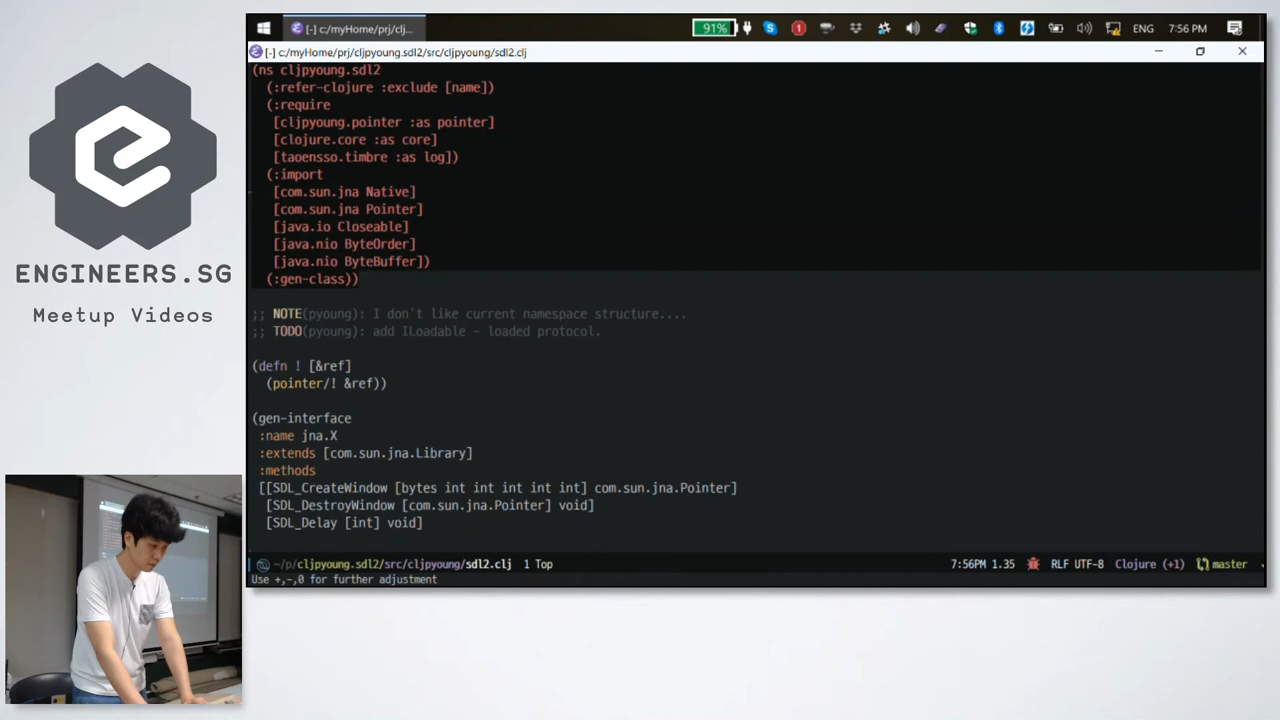 [-] c:/myHome/prj/clj...
91%
ENG
7:56 PM
[-] c:/myHome/prj/cljpyoung.sdl2/src/cljpyoung/sdl2.clj
(ns cljpyoung.sdl2
(:refer-clojure :exclude [name])
(:require
[cljpyoung.pointer :as pointer]
[clojure.core :as core]
[taoensso.timbre :as log])
(:import
[com.sun.jna Native]
[com.sun.jna Pointer]
[java.io Closeable]
[java.nio ByteOrder]
[java.nio ByteBuffer])
(:gen-class))
;; NOTE(pyoung): I don't like current namespace structure....
;; TODO(pyoung): add ILoadable - loaded protocol.
(defn ! [&ref]
(pointer/! &ref))
(gen-interface
:name jna.X
:extends [com.sun.jna.Library]
:methods
[[SDL_CreateWindow [bytes int int int int int] com.sun.jna.Pointer]
[SDL_DestroyWindow [com.sun.jna.Pointer] void]
[SDL_Delay [int] void]
~/p/cljpyoung.sdl2/src/cljpyoung/sdl2.clj 1 Top
7:56PM 1.35
RLF UTF-8
Clojure (+1)
master
Use +,-,0 for further adjustment
ENGINEERS.SG
Meetup Videos